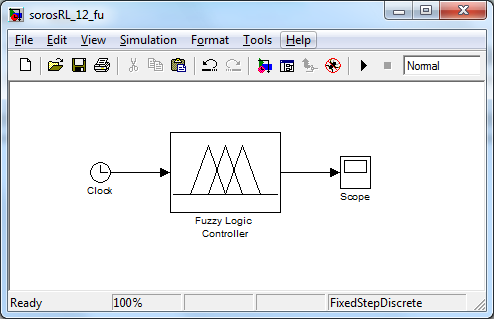 sorosRL_12_fu
File Edit View Simulation Format Tools Help
Normal
Clock
Fuzzy Logic
Controller
Scope
Ready 100% FixedStepDiscrete